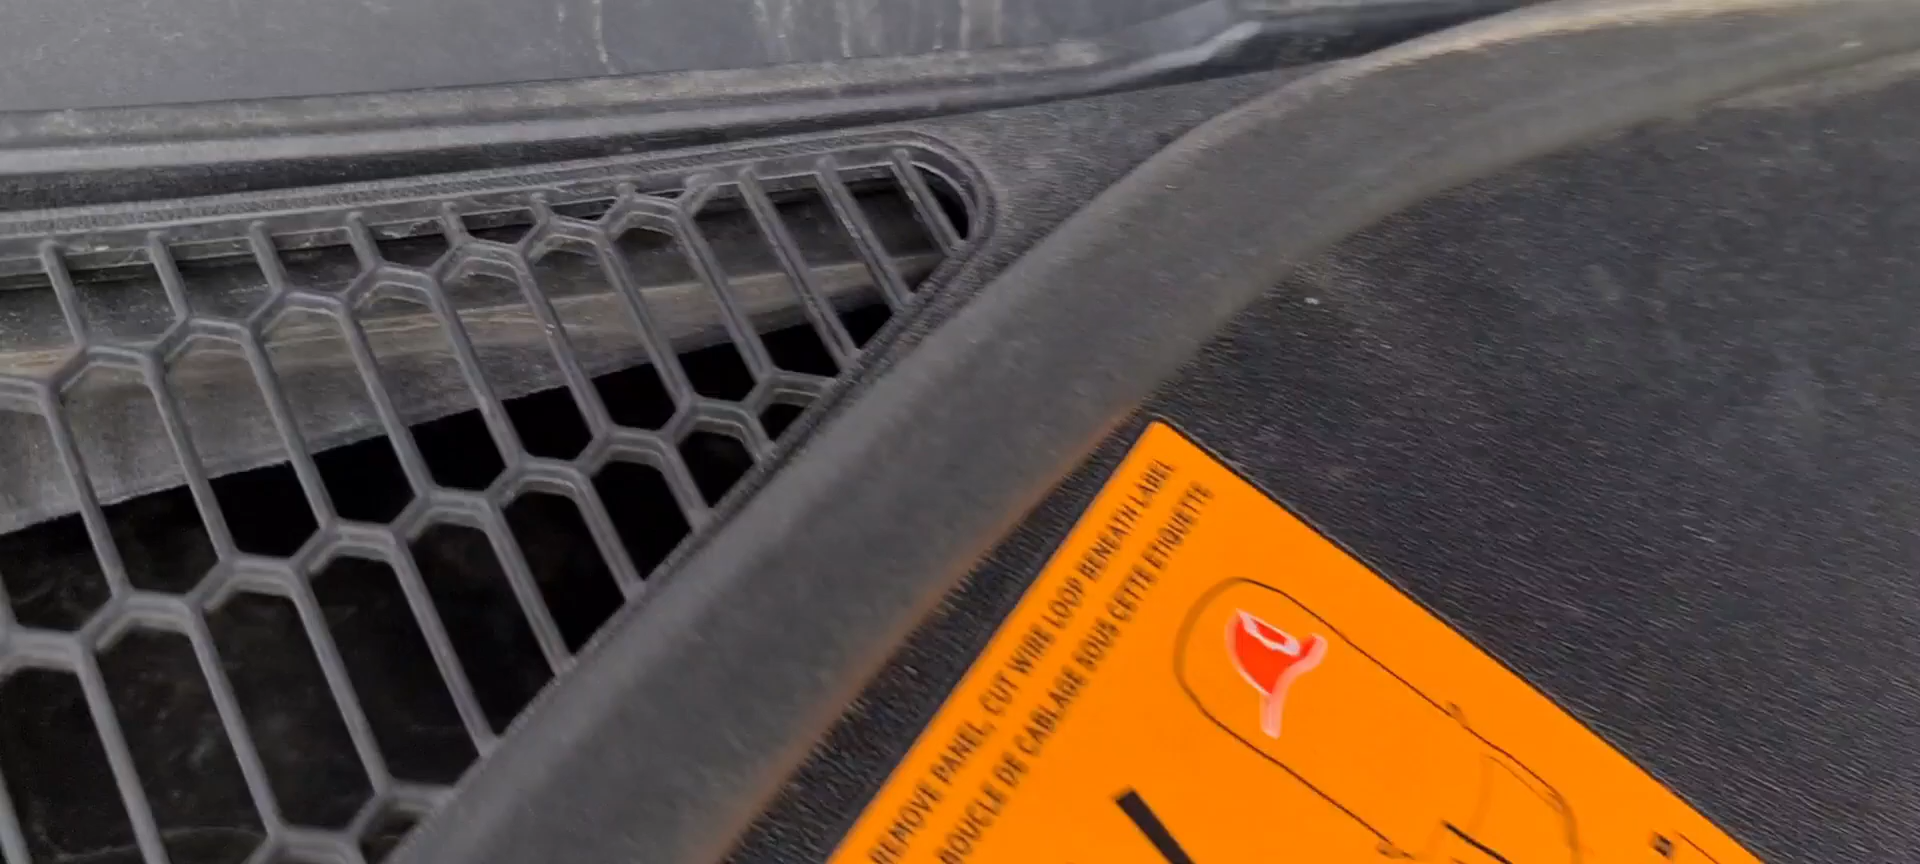 REMOVE PANEL, CUT WIRE LOOP BENEATH LABEL
BOUCLE DE CABLAGE SOUS CETTE ETIQUETTE